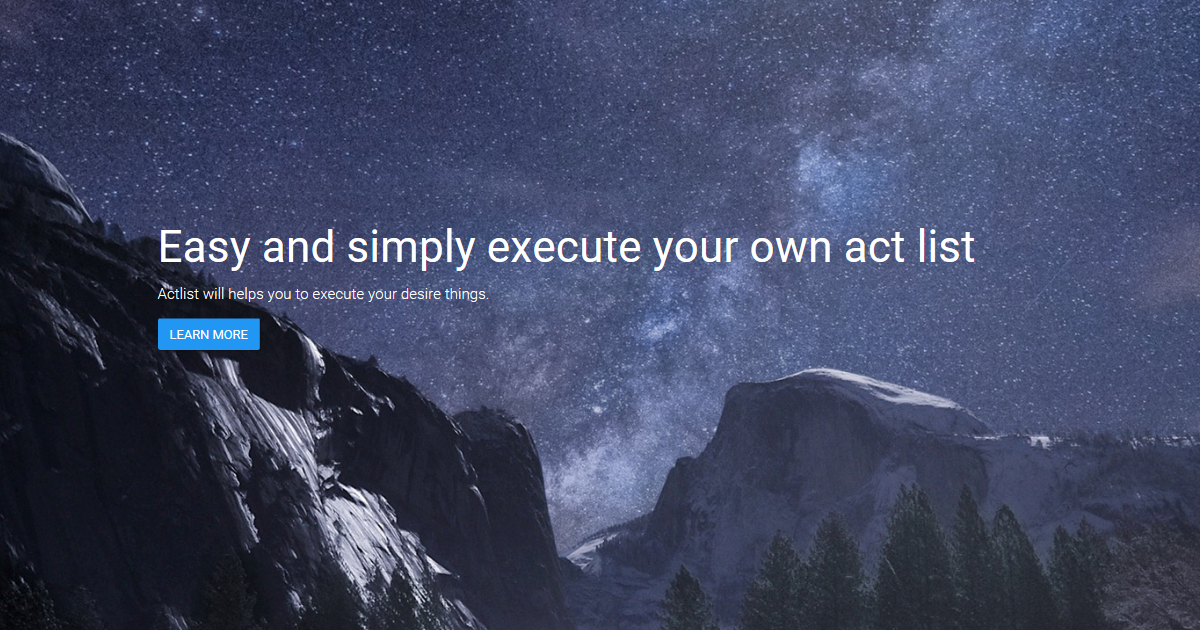 Easy and simply execute your own act list
Actlist will helps you to execute your desire things.
LEARN MORE